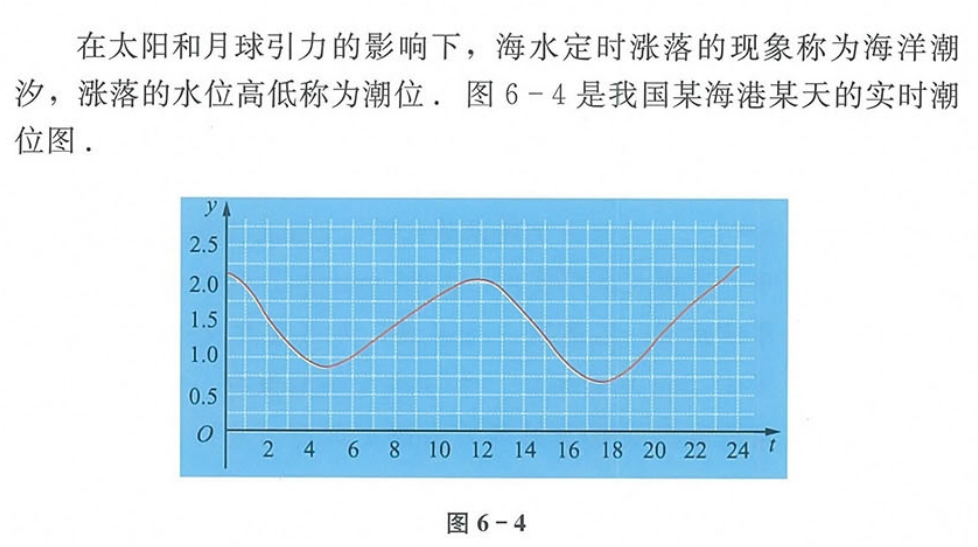 在太阳和月球引力的影响下，海水定时涨落的现象称为海洋潮
汐，涨落的水位高低称为潮位．图 6-4 是我国某海港某天的实时潮
位图．
y
2.5
2.0
1.5
1.0
0.5
O
2 4 6 8 10 12 14 16 18 20 22 24 t
图 6-4